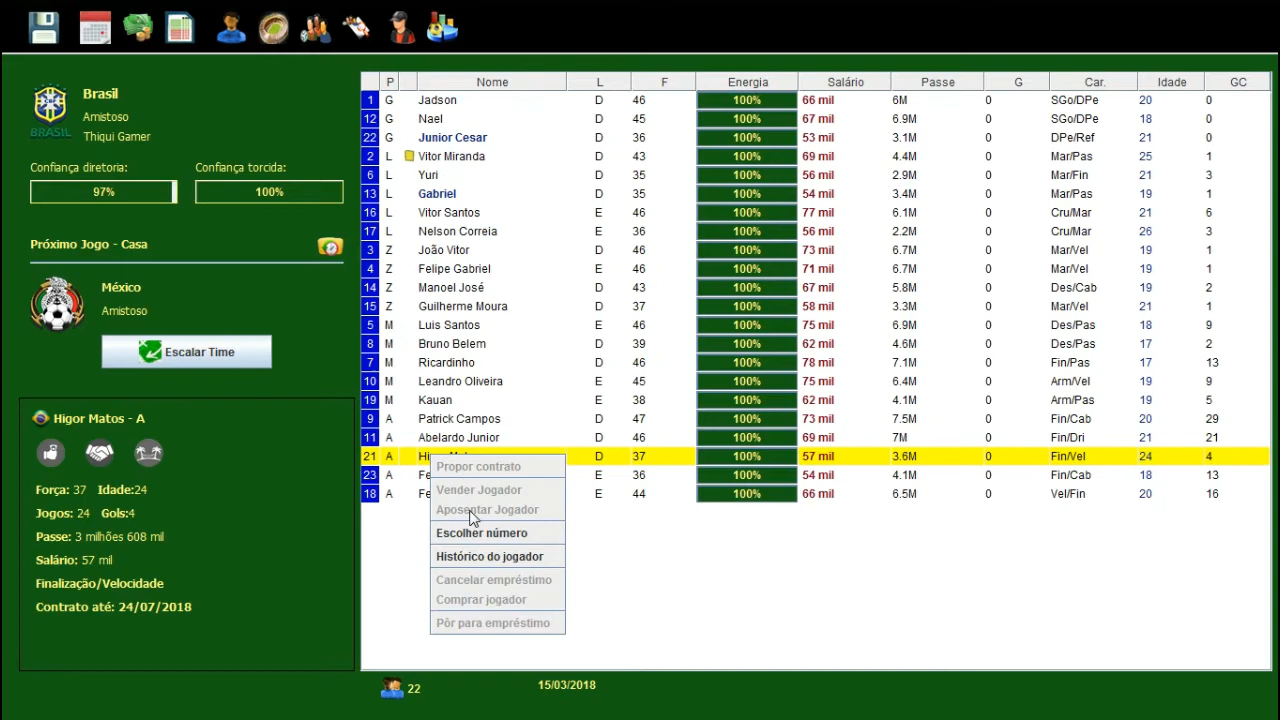 Brasil
Amistoso
Thiqui Gamer
BRASIL
Confiança diretoria: Confiança torcida:
97% 100%
Próximo Jogo - Casa
México
Amistoso
Escalar Time
Higor Matos - A
Força: 37 Idade:24
Jogos: 24 Gols:4
Passe: 3 milhões 608 mil
Salário: 57 mil
Finalização/Velocidade
Contrato até: 24/07/2018
P Nome L F Energia Salário Passe G Car. Idade GC
1 G Jadson D 46 100% 66 mil 6M 0 SGo/DPe 20 0
12 G Nael D 45 100% 67 mil 6.9M 0 SGo/DPe 18 0
22 G Junior Cesar D 36 100% 53 mil 3.1M 0 DPe/Ref 21 0
2 L Vitor Miranda D 43 100% 69 mil 4.4M 0 Mar/Pas 25 1
6 L Yuri D 35 100% 56 mil 2.9M 0 Mar/Fin 21 3
13 L Gabriel D 35 100% 54 mil 3.4M 0 Mar/Pas 19 1
16 L Vitor Santos E 46 100% 77 mil 6.1M 0 Cru/Mar 21 6
17 L Nelson Correia E 36 100% 56 mil 2.2M 0 Cru/Mar 26 3
3 Z João Vitor D 46 100% 73 mil 6.7M 0 Mar/Vel 19 1
4 Z Felipe Gabriel E 46 100% 71 mil 6.7M 0 Mar/Vel 19 1
14 Z Manoel José D 43 100% 67 mil 5.8M 0 Des/Cab 19 2
15 Z Guilherme Moura D 37 100% 58 mil 3.3M 0 Mar/Vel 21 1
5 M Luis Santos E 46 100% 75 mil 6.9M 0 Des/Pas 18 9
8 M Bruno Belem D 39 100% 62 mil 4.6M 0 Des/Pas 17 2
7 M Ricardinho D 46 100% 78 mil 7.1M 0 Fin/Pas 17 13
10 M Leandro Oliveira E 45 100% 75 mil 6.4M 0 Arm/Vel 19 9
19 M Kauan E 38 100% 62 mil 4.1M 0 Arm/Pas 19 5
9 A Patrick Campos D 47 100% 73 mil 7.5M 0 Fin/Cab 20 29
11 A Abelardo Junior D 46 100% 69 mil 7M 0 Fin/Dri 21 21
21 A D 37 100% 57 mil 3.6M 0 Fin/Vel 24 4
23 A Fe E 36 100% 54 mil 4.1M 0 Fin/Cab 18 13
18 A Fe E 44 100% 66 mil 6.5M 0 Vel/Fin 20 16
Propor contrato
Vender Jogador
Aposentar Jogador
Escolher número
Histórico do jogador
Cancelar empréstimo
Comprar jogador
Pôr para empréstimo
22 15/03/2018